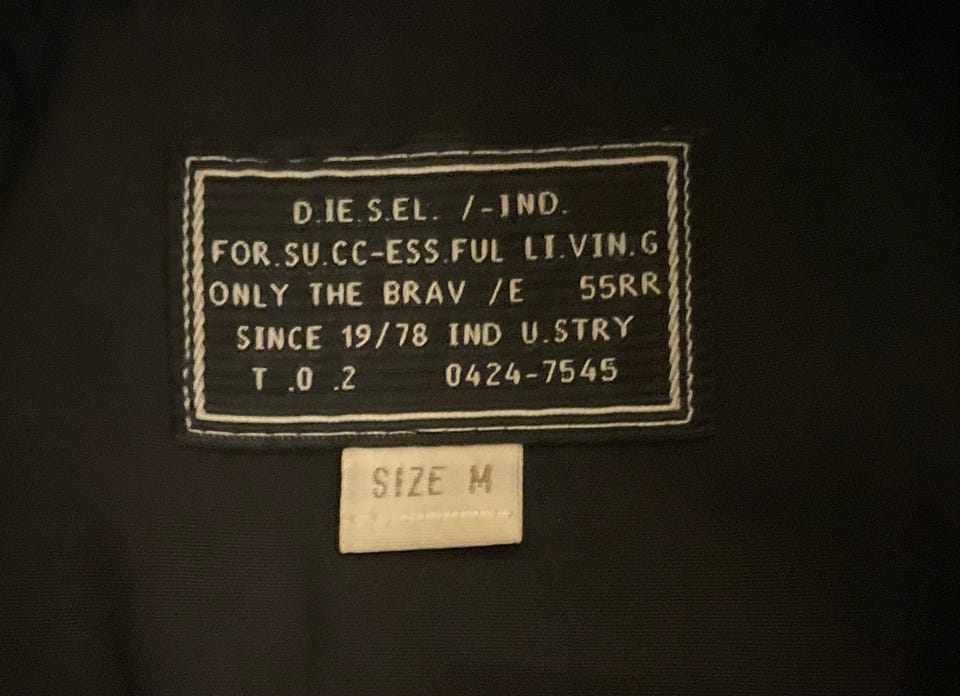 D.IE.S.EL. /-IND.
FOR.SU.CC-ESS.FUL LI.VIN.G
ONLY THE BRAV /E 55RR
SINCE 19/78 IND U.STRY
T .O .2 0424-7545
SIZE M